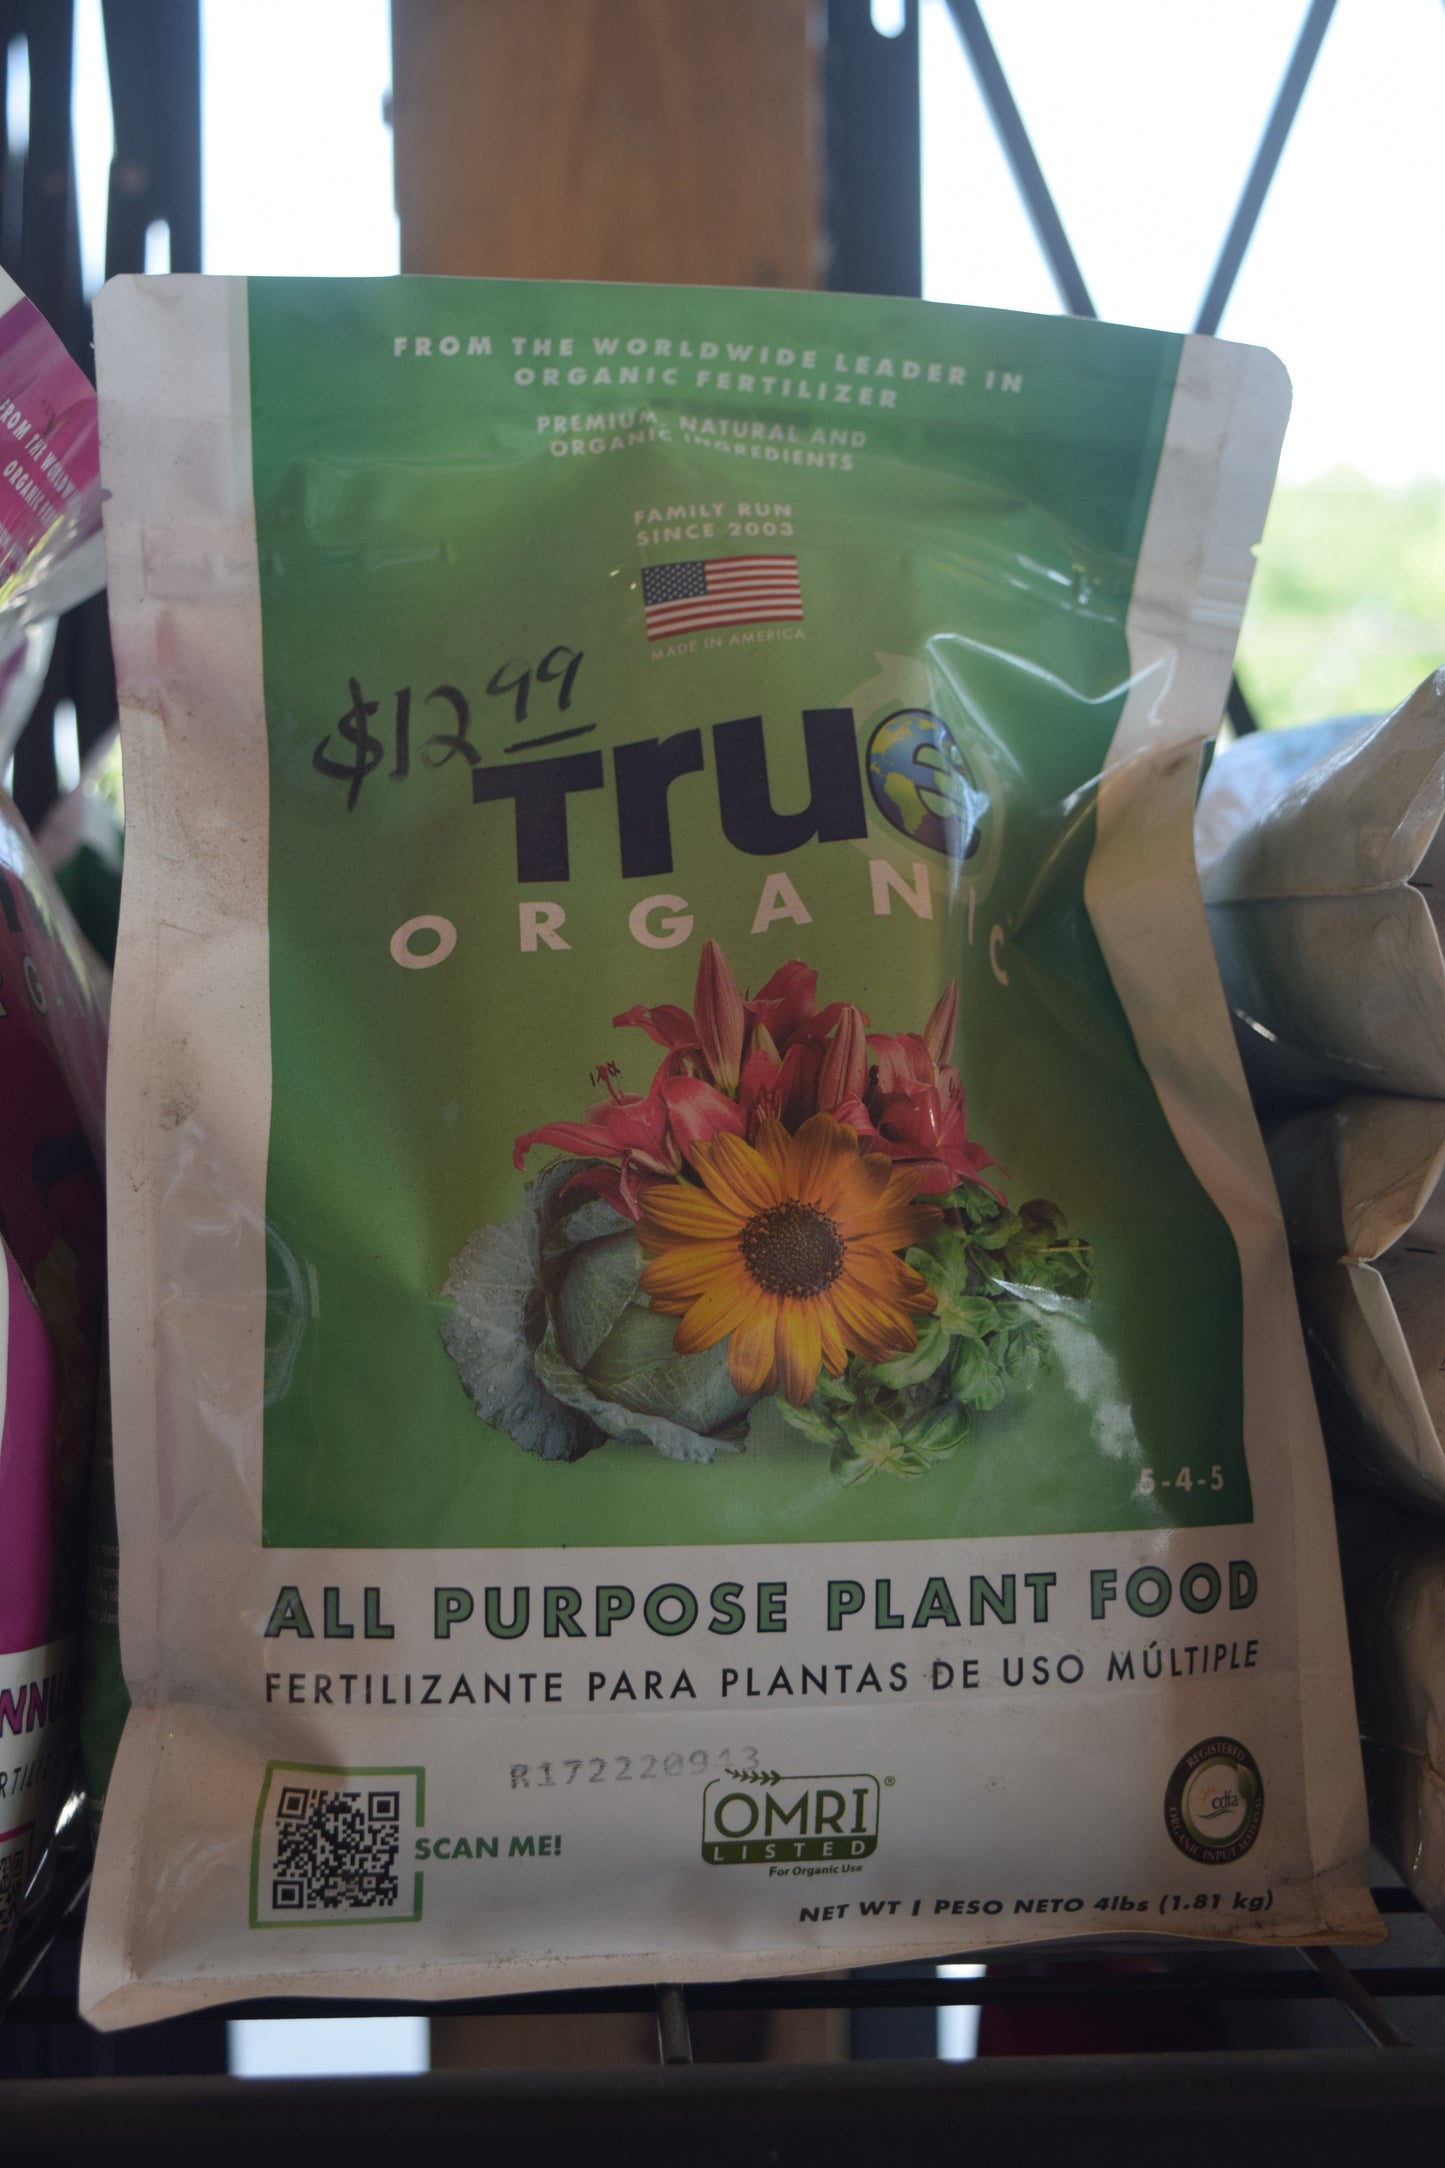 FROM THE WORLDWIDE LEADER IN
ORGANIC FERTILIZER
PREMIUM, NATURAL AND
ORGANIC INGREDIENTS
FAMILY RUN
SINCE 2003
MADE IN AMERICA
$12.99
True
ORGANIC
5-4-5
ALL PURPOSE PLANT FOOD
FERTILIZANTE PARA PLANTAS DE USO MÚLTIPLE
R172220913
SCAN ME!
OMRI®
LISTED
For Organic Use
REGISTERED
cdfa
ORGANIC INPUT MATERIAL
NET WT | PESO NETO 4lbs (1.81 kg)
FROM THE
ORGANIC